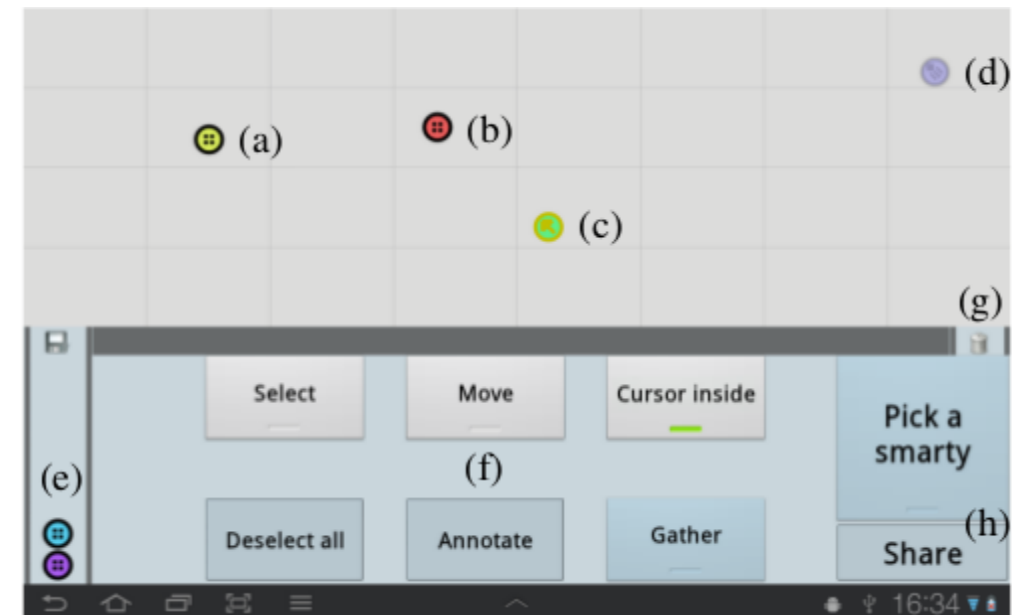 (d)
(a)
(b)
(c)
(g)
Select
Move
Cursor inside
Pick a
smarty
(e)
(f)
(h)
Deselect all
Annotate
Gather
Share
16:34